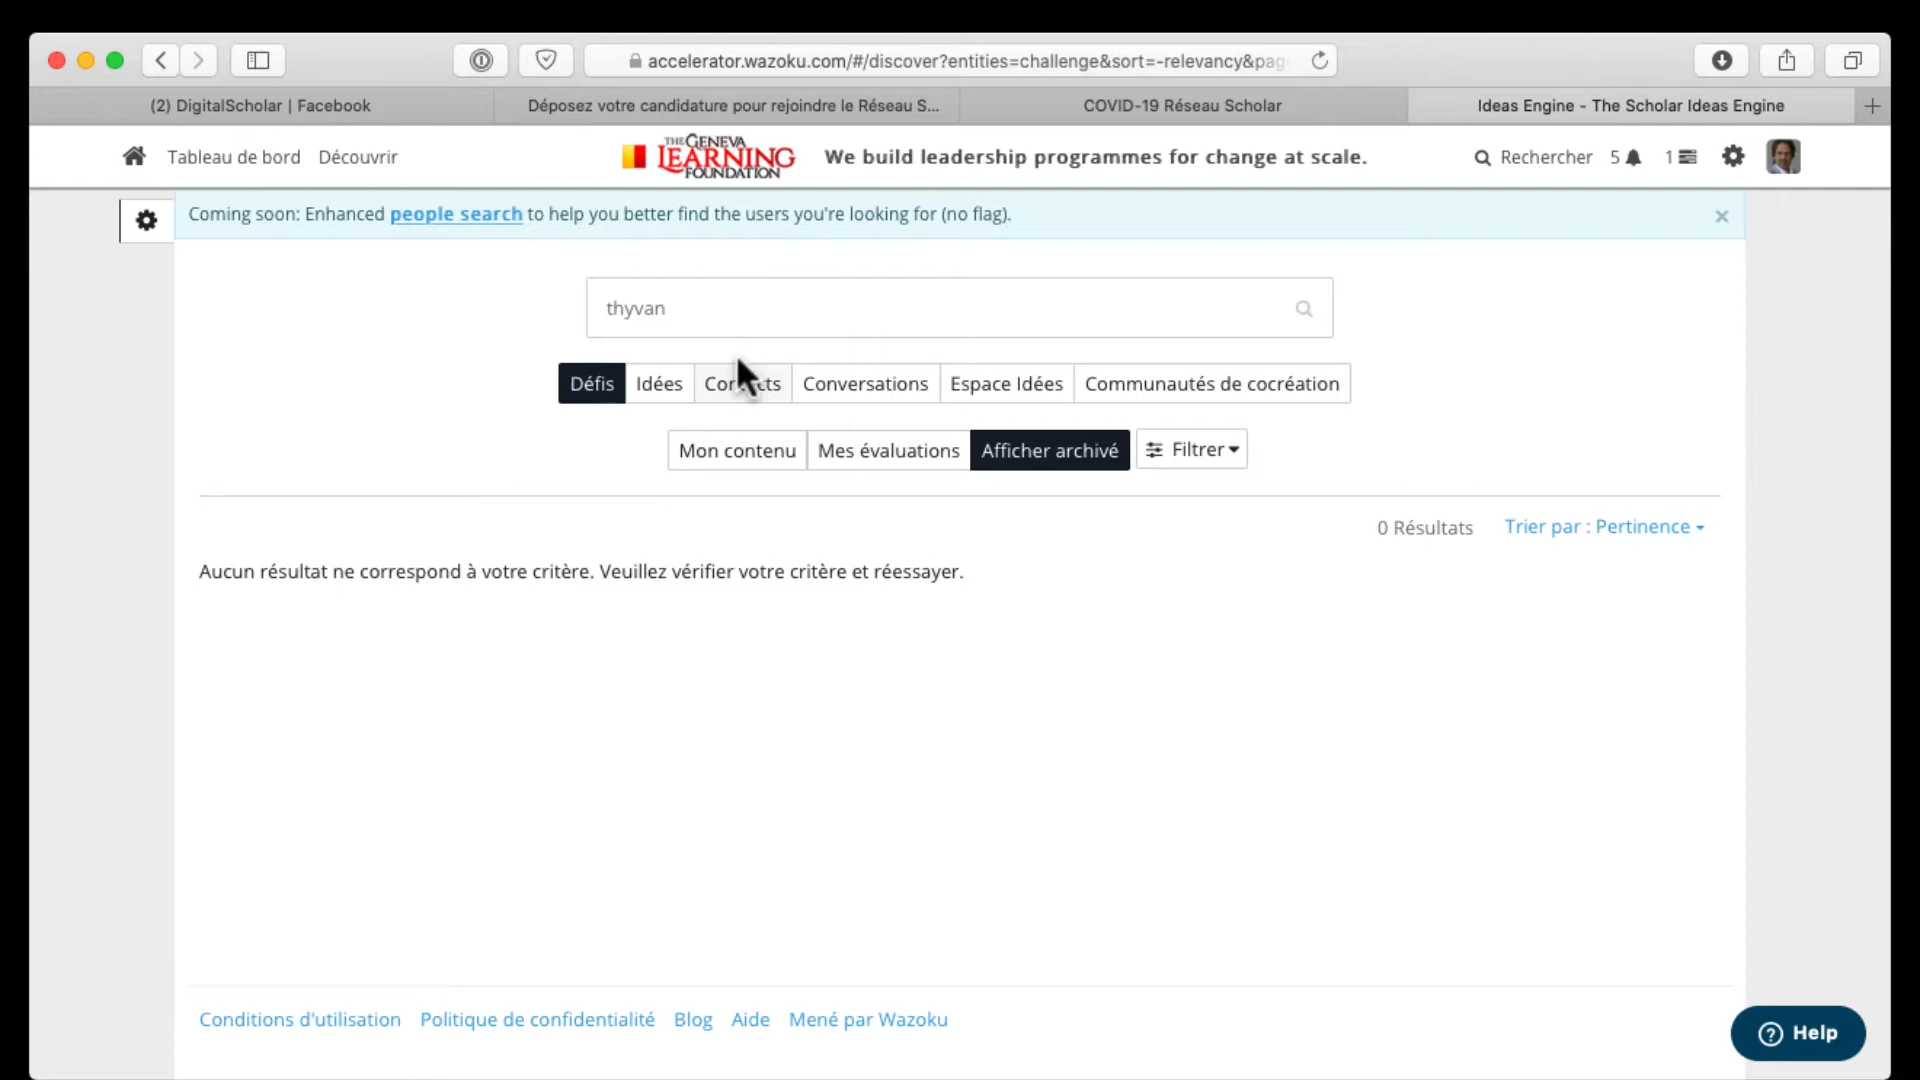 accelerator.wazoku.com/#/discover?entities=challenge&sort=-relevancy&pag
(2) DigitalScholar | Facebook
Déposez votre candidature pour rejoindre le Réseau S...
COVID-19 Réseau Scholar
Ideas Engine - The Scholar Ideas Engine
Tableau de bord
Découvrir
THE GENEVA
LEARNING
FOUNDATION
We build leadership programmes for change at scale.
Rechercher
5
1
Coming soon: Enhanced people search to help you better find the users you're looking for (no flag).
thyvan
Défis
Idées
Conversations
Espace Idées
Communautés de cocréation
Mon contenu
Mes évaluations
Afficher archivé
Filtrer
0 Résultats
Trier par : Pertinence
Aucun résultat ne correspond à votre critère. Veuillez vérifier votre critère et réessayer.
Conditions d'utilisation
Politique de confidentialité
Blog
Aide
Mené par Wazoku
Help